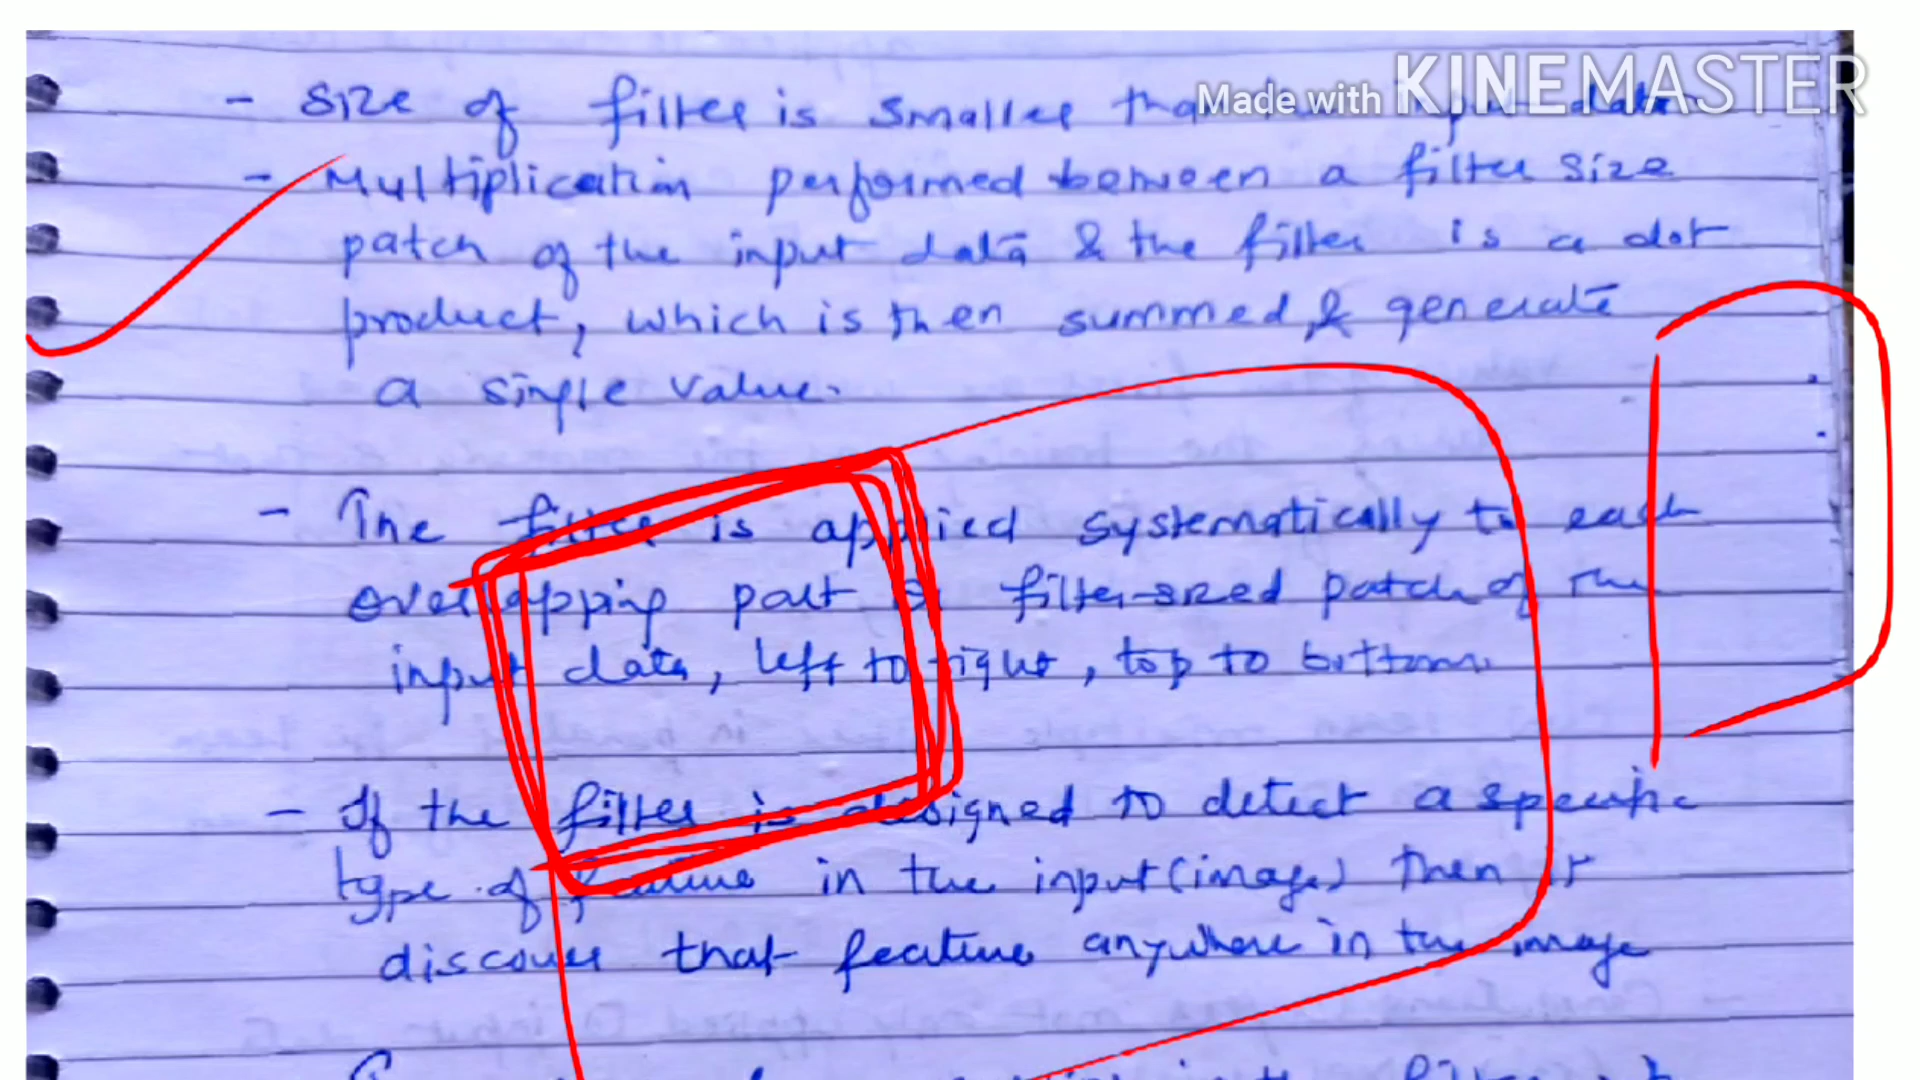 - Size of filter is smaller than input data
Made with KINEMASTER
- Multiplication performed between a filter size
patch of the input data & the filter is a dot
product, which is then summed & generate
a single value.
- The filter is applied systematically to each
overlapping part or filter-sized patch of the
input data, left to right, top to bottom.
- If the filter is designed to detect a specific
type of feature in the input (image) then it
discover that feature anywhere in the image